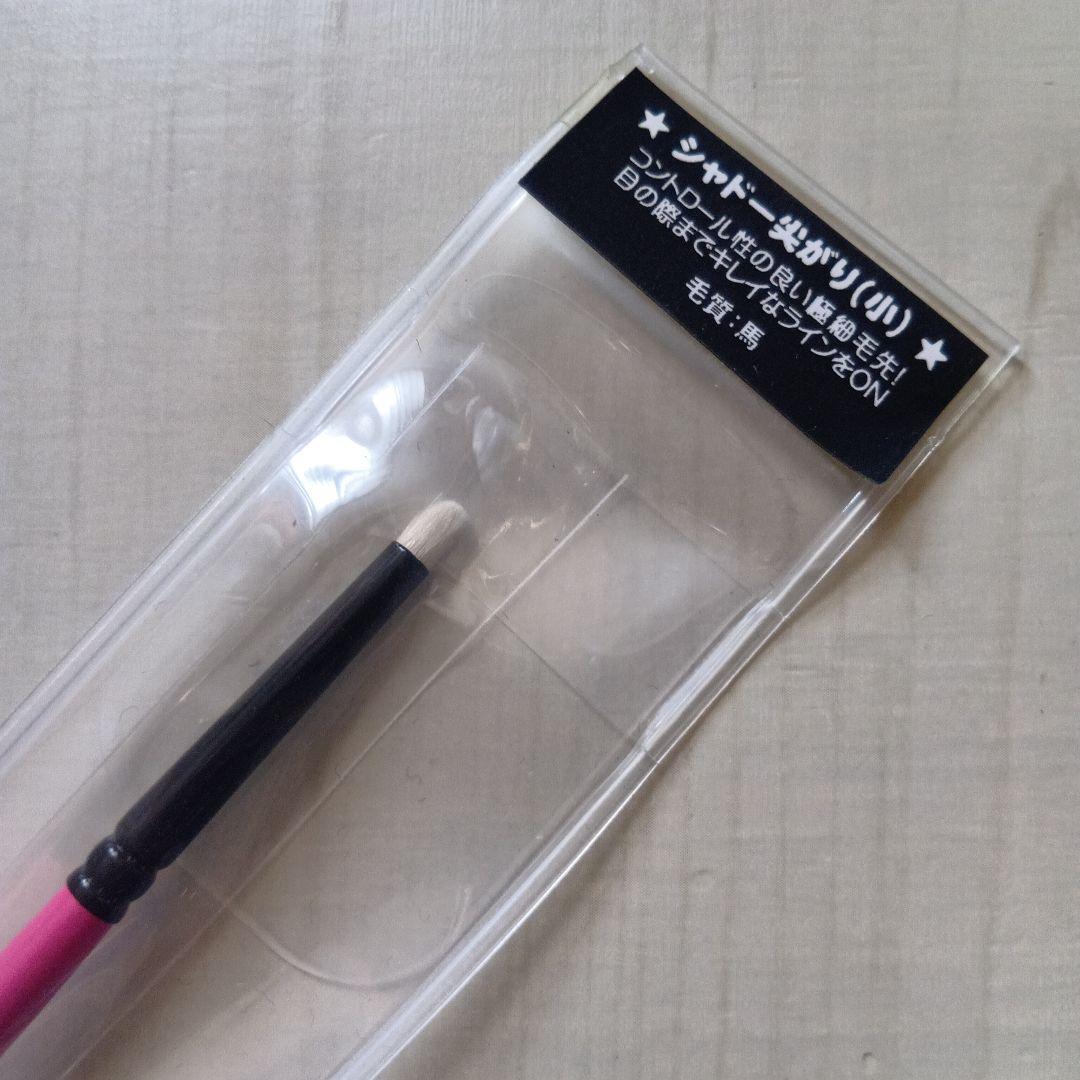 ★ シャドー尖がり(小) ★
コントロール性の良い極細毛先!
目の際までキレイなラインをON
毛質:馬